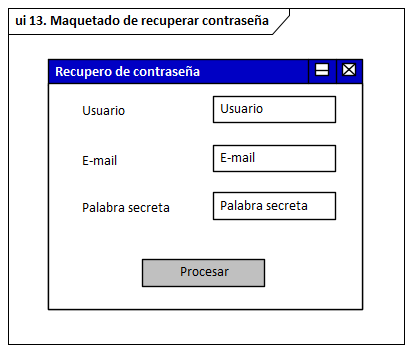 ui 13. Maquetado de recuperar contraseña
Recupero de contraseña
Usuario Usuario
E-mail E-mail
Palabra secreta Palabra secreta
Procesar